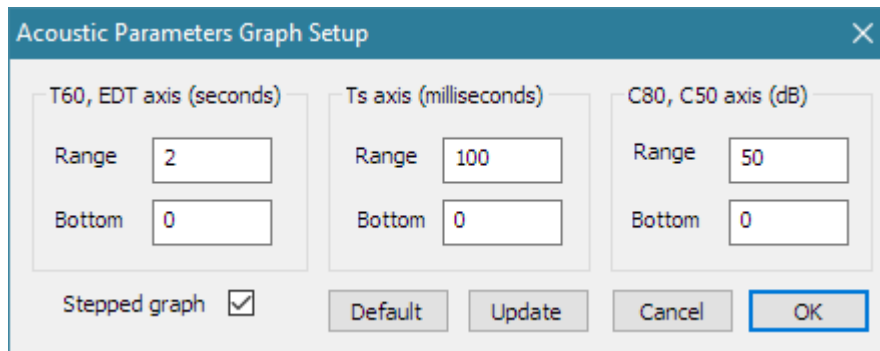 Acoustic Parameters Graph Setup
T60, EDT axis (seconds)
Range 2
Bottom 0
Ts axis (milliseconds)
Range 100
Bottom 0
C80, C50 axis (dB)
Range 50
Bottom 0
Stepped graph
Default
Update
Cancel
OK